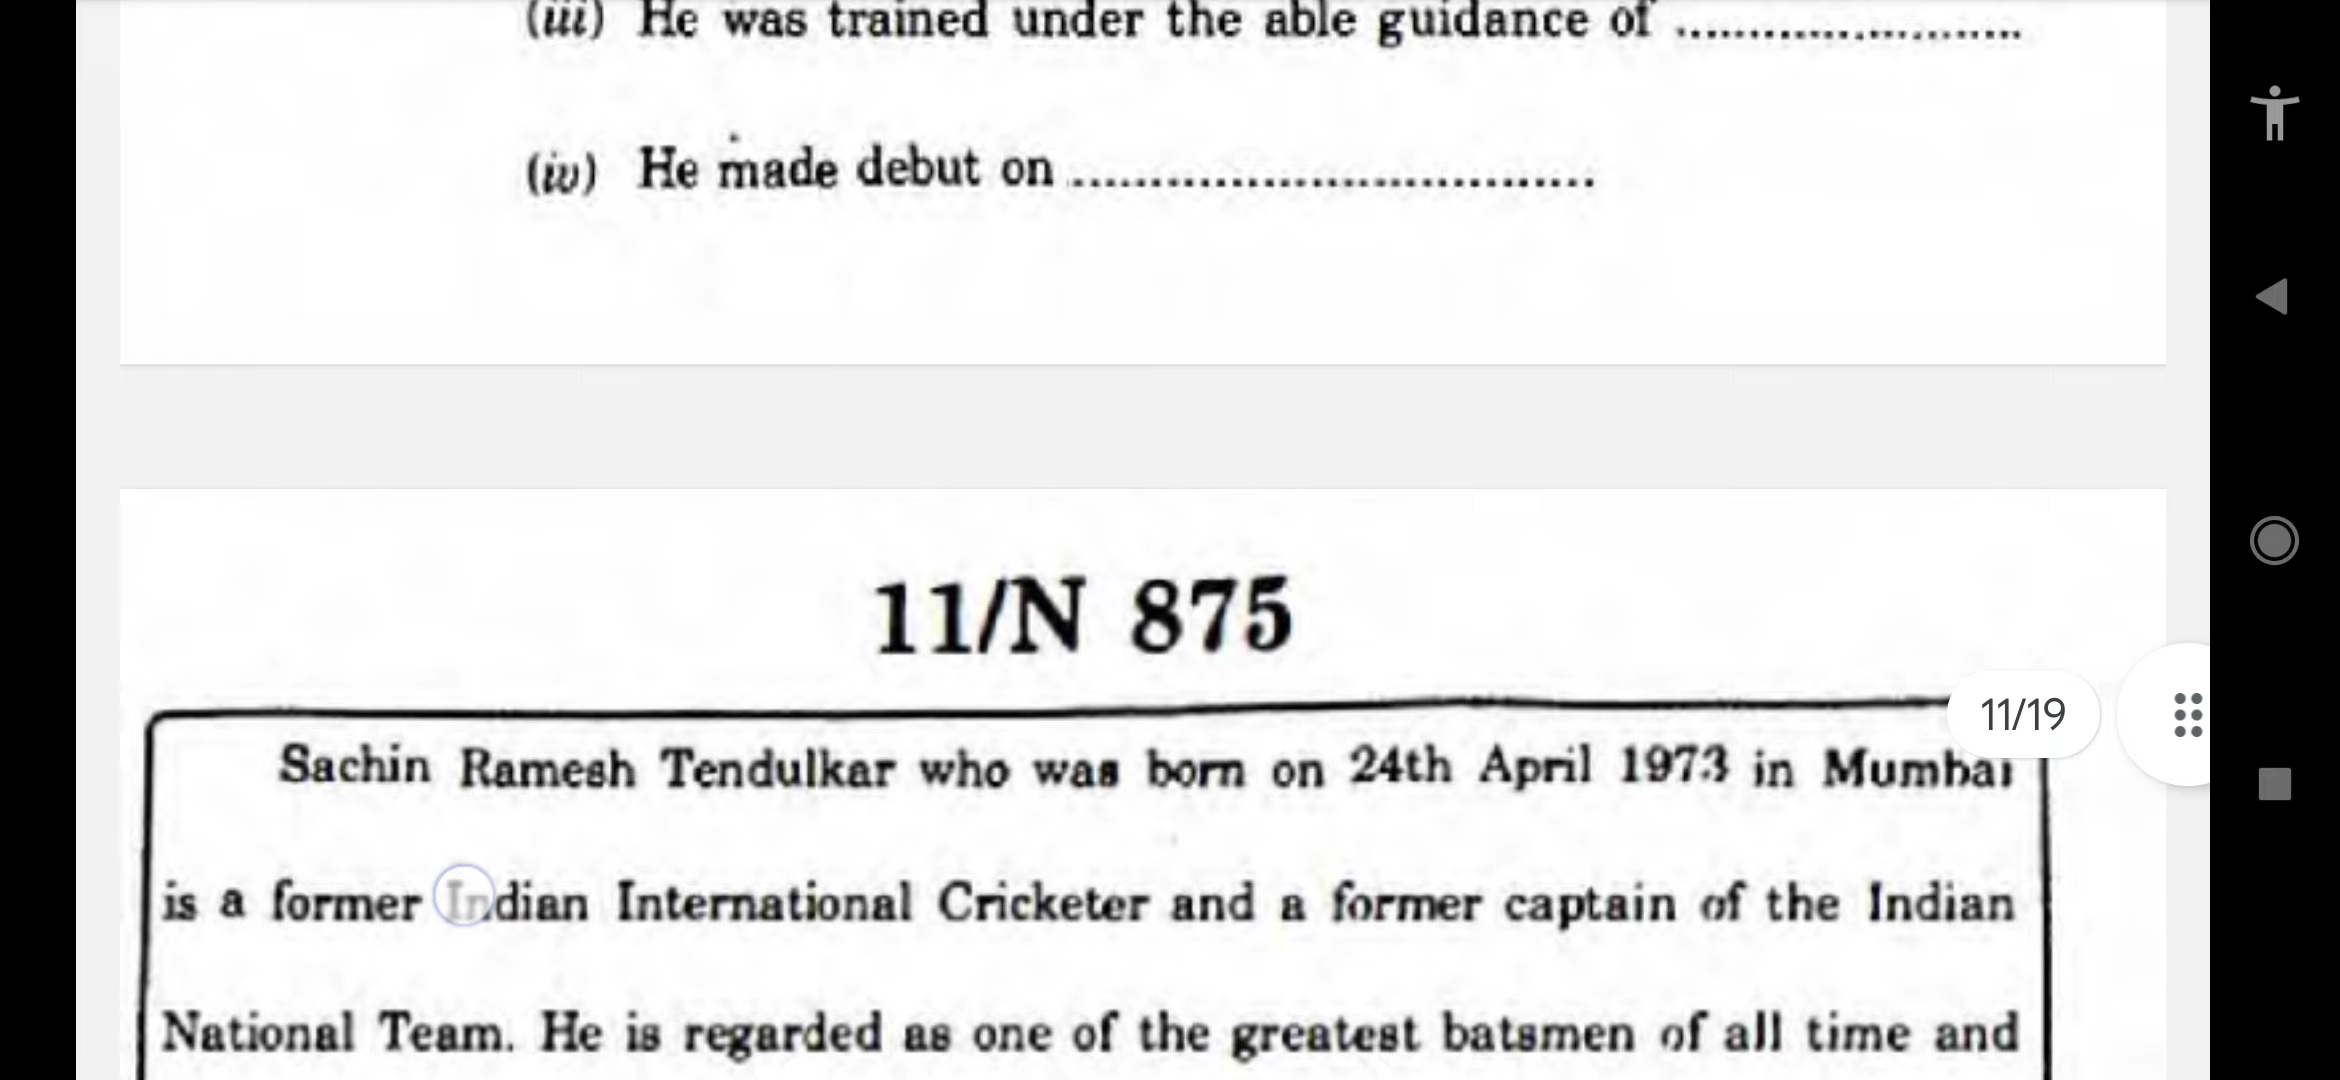 (iii) He was trained under the able guidance of ........................
(iv) He made debut on ..................................
11/N 875
11/19
Sachin Ramesh Tendulkar who was born on 24th April 1973 in Mumbai
is a former Indian International Cricketer and a former captain of the Indian
National Team. He is regarded as one of the greatest batsmen of all time and